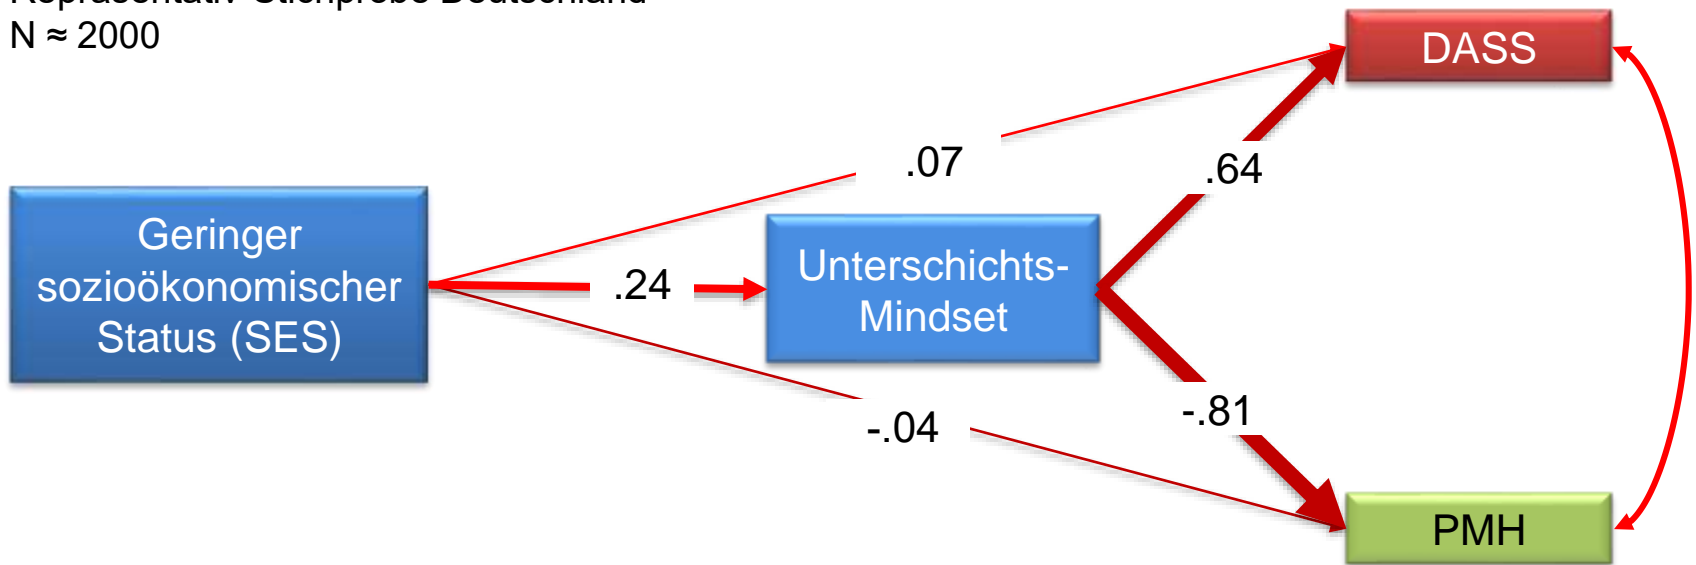 N ≈ 2000
DASS
.07
.64
Geringer
sozioökonomischer
Status (SES)
.24
Unterschichts-
Mindset
-.04
-.81
PMH